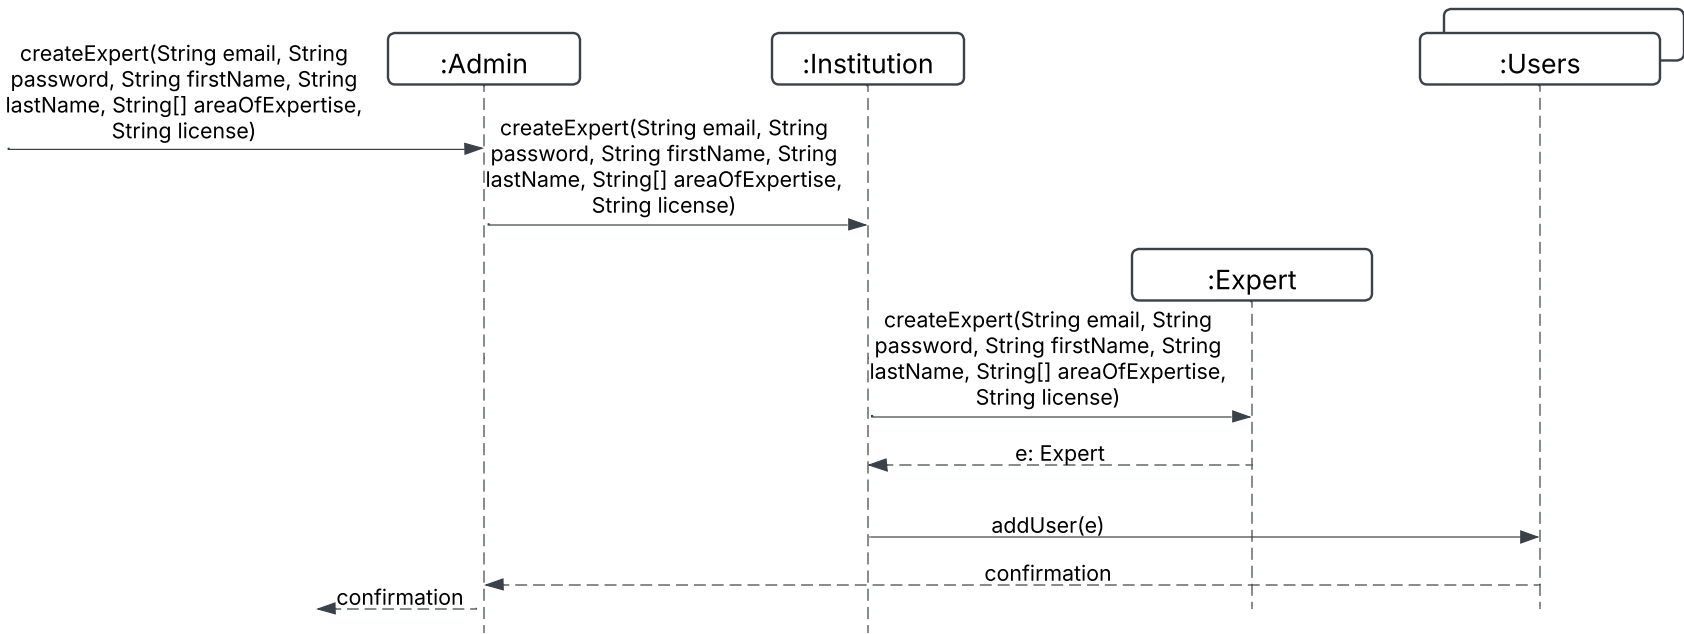 createExpert(String email, String
password, String firstName, String
lastName, String[] areaOfExpertise,
String license)
:Admin
:Institution
:Users
createExpert(String email, String
password, String firstName, String
lastName, String[] areaOfExpertise,
String license)
:Expert
createExpert(String email, String
password, String firstName, String
lastName, String[] areaOfExpertise,
String license)
e: Expert
addUser(e)
confirmation
confirmation